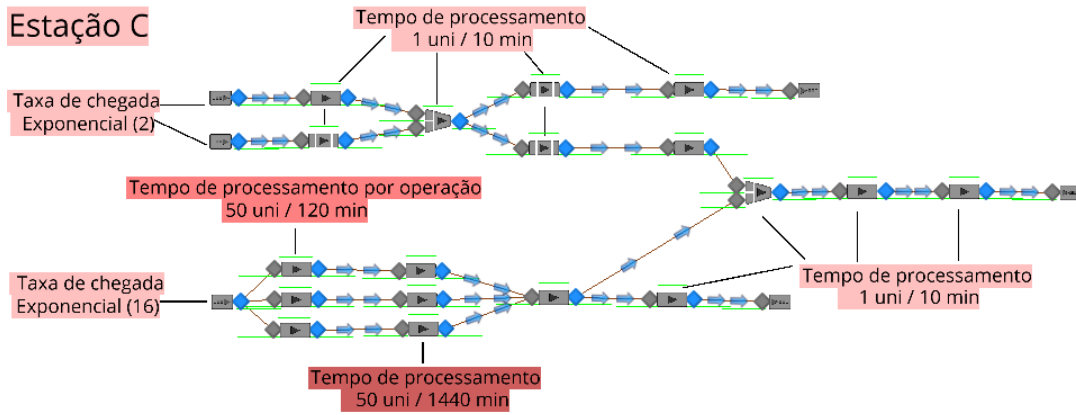 Estação C
Tempo de processamento
1 uni / 10 min
Taxa de chegada
Exponencial (2)
Tempo de processamento por operação
50 uni / 120 min
Taxa de chegada
Exponencial (16)
Tempo de processamento
1 uni / 10 min
Tempo de processamento
50 uni / 1440 min